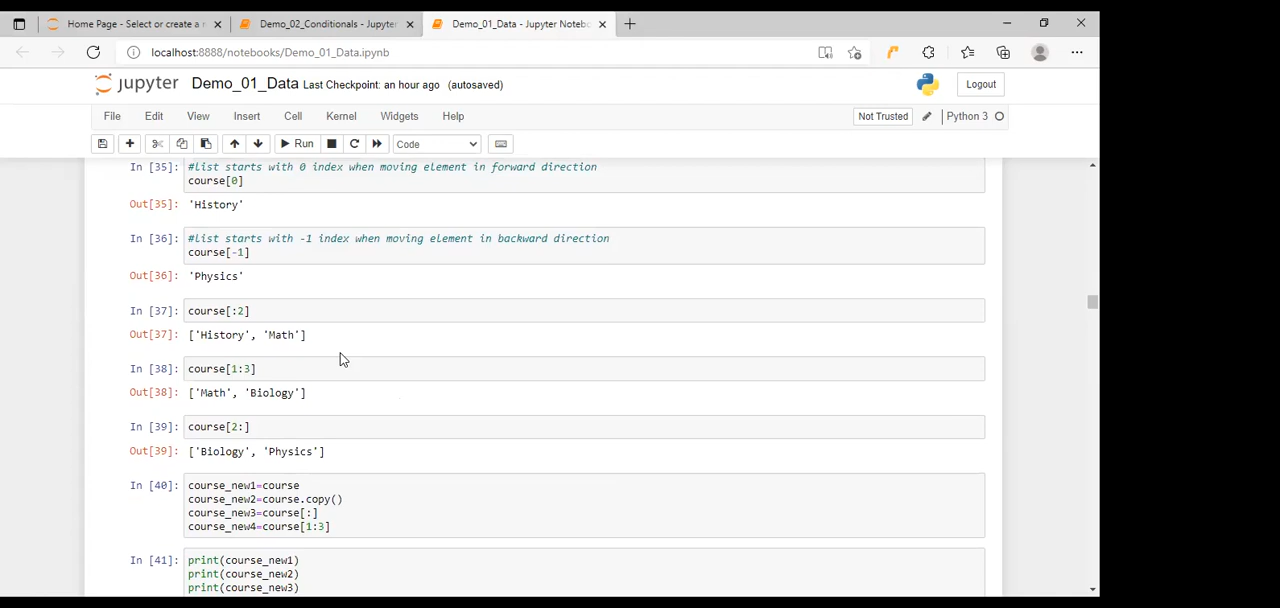 Home Page - Select or create a n
Demo_02_Conditionals - Jupyter
Demo_01_Data - Jupyter Notebo
localhost:8888/notebooks/Demo_01_Data.ipynb
jupyter Demo_01_Data Last Checkpoint: an hour ago (autosaved) Logout
File Edit View Insert Cell Kernel Widgets Help Not Trusted Python 3
Run Code
In [35]: #list starts with 0 index when moving element in forward direction
course[0]
Out[35]: 'History'
In [36]: #list starts with -1 index when moving element in backward direction
course[-1]
Out[36]: 'Physics'
In [37]: course[:2]
Out[37]: ['History', 'Math']
In [38]: course[1:3]
Out[38]: ['Math', 'Biology']
In [39]: course[2:]
Out[39]: ['Biology', 'Physics']
In [40]: course_new1=course
course_new2=course.copy()
course_new3=course[:]
course_new4=course[1:3]
In [41]: print(course_new1)
print(course_new2)
print(course_new3)